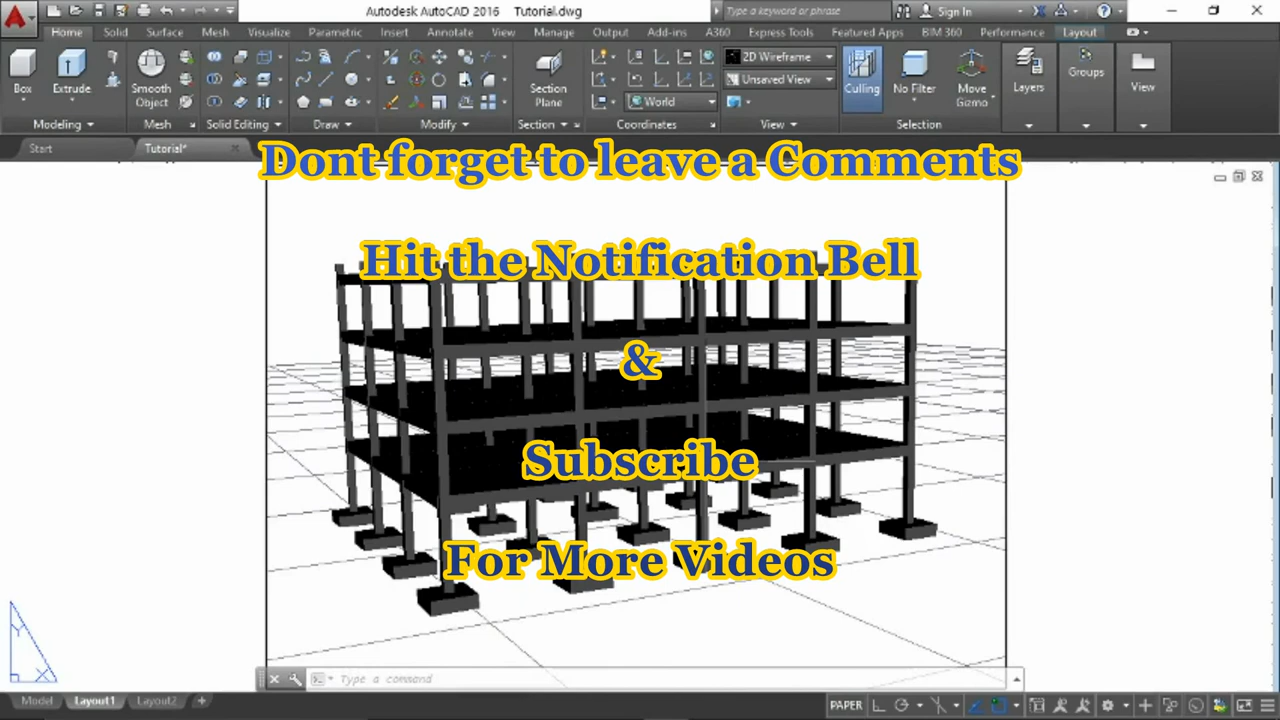 Autodesk AutoCAD 2016 Tutorial.dwg
Type a keyword or phrase
Sign In
Home Solid Surface Mesh Visualize Parametric Insert Annotate View Manage Output Add-ins A360 Express Tools Featured Apps BIM 360 Performance Layout
Box Extrude Smooth Object Section Plane
2D Wireframe
Unsaved View
World
Culling No Filter Move Gizmo Layers Groups View
Modeling Mesh Solid Editing Draw Modify Section Coordinates View Selection
Start Tutorial*
Dont forget to leave a Comments
Hit the Notification Bell
&
Subscribe
For More Videos
Y
X
Type a command
Model Layout1 Layout2 +
PAPER